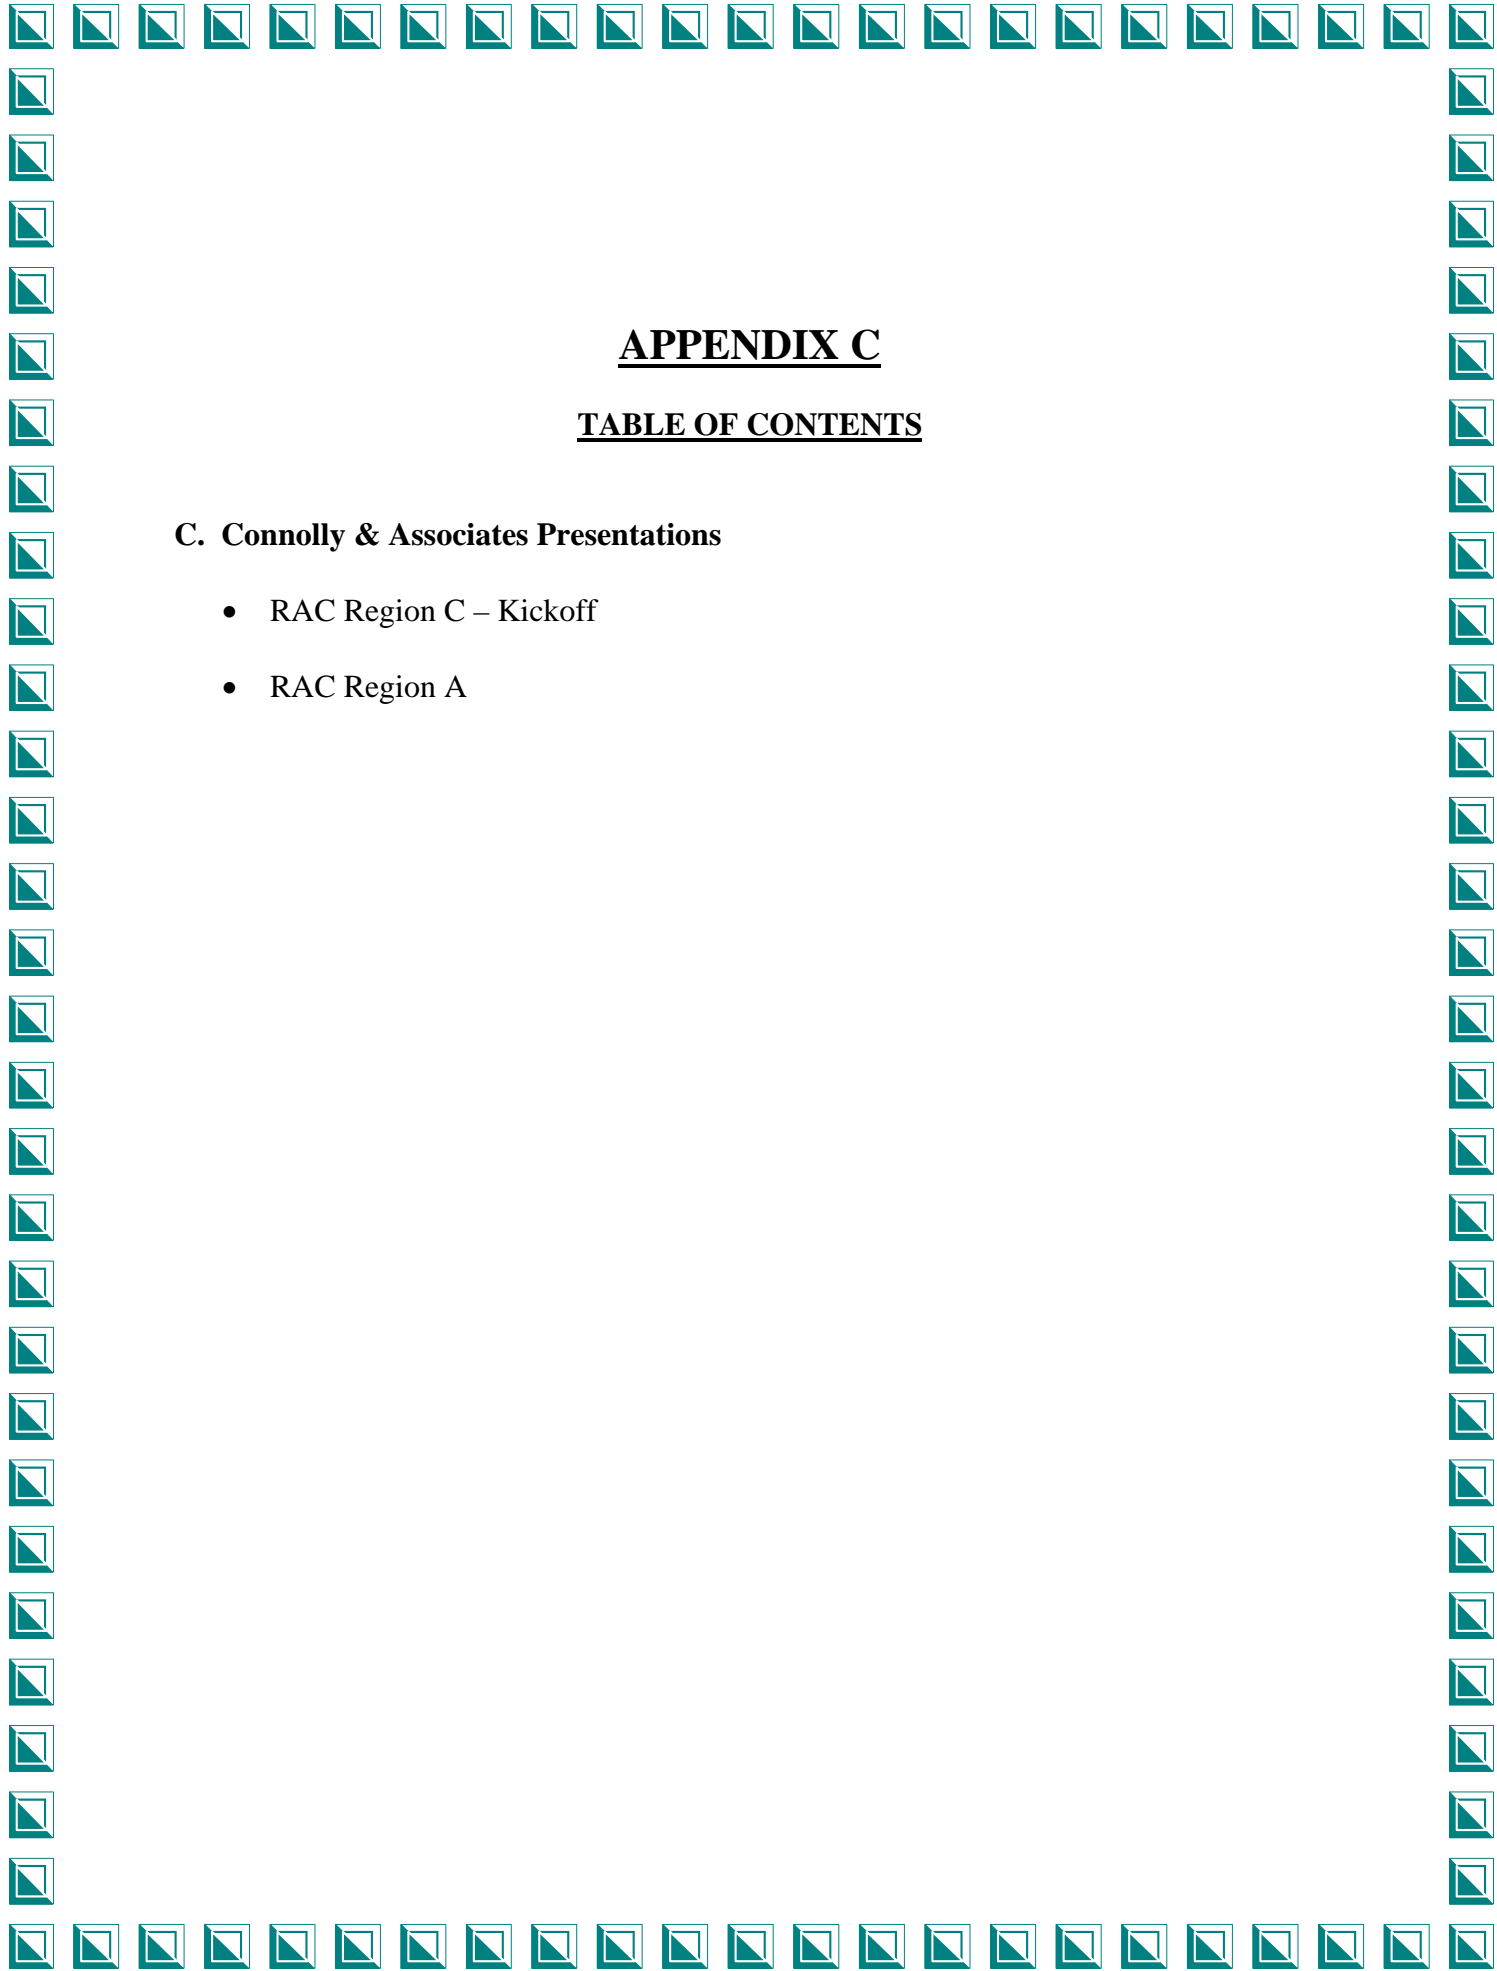 APPENDIX C
TABLE OF CONTENTS
C. Connolly & Associates Presentations
• RAC Region C – Kickoff
• RAC Region A